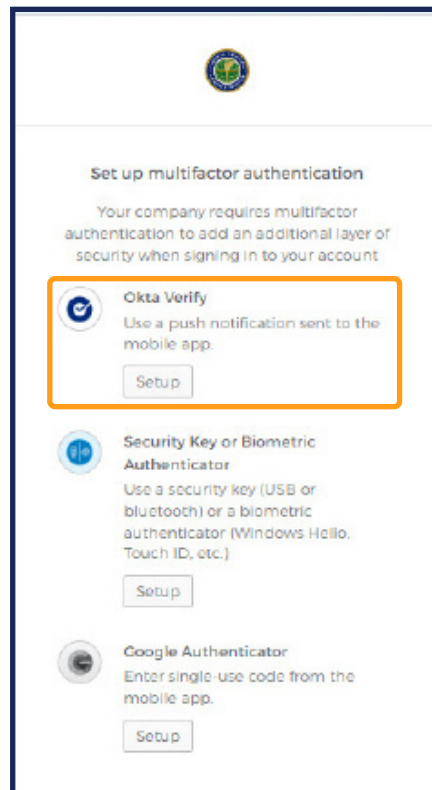 Set up multifactor authentication
Your company requires multifactor
authentication to add an additional layer of
security when signing in to your account
Okta Verify
Use a push notification sent to the
mobile app.
Setup
Security Key or Biometric
Authenticator
Use a security key (USB or
bluetooth) or a biometric
authenticator (Windows Hello,
Touch ID, etc.)
Setup
Google Authenticator
Enter single-use code from the
mobile app.
Setup